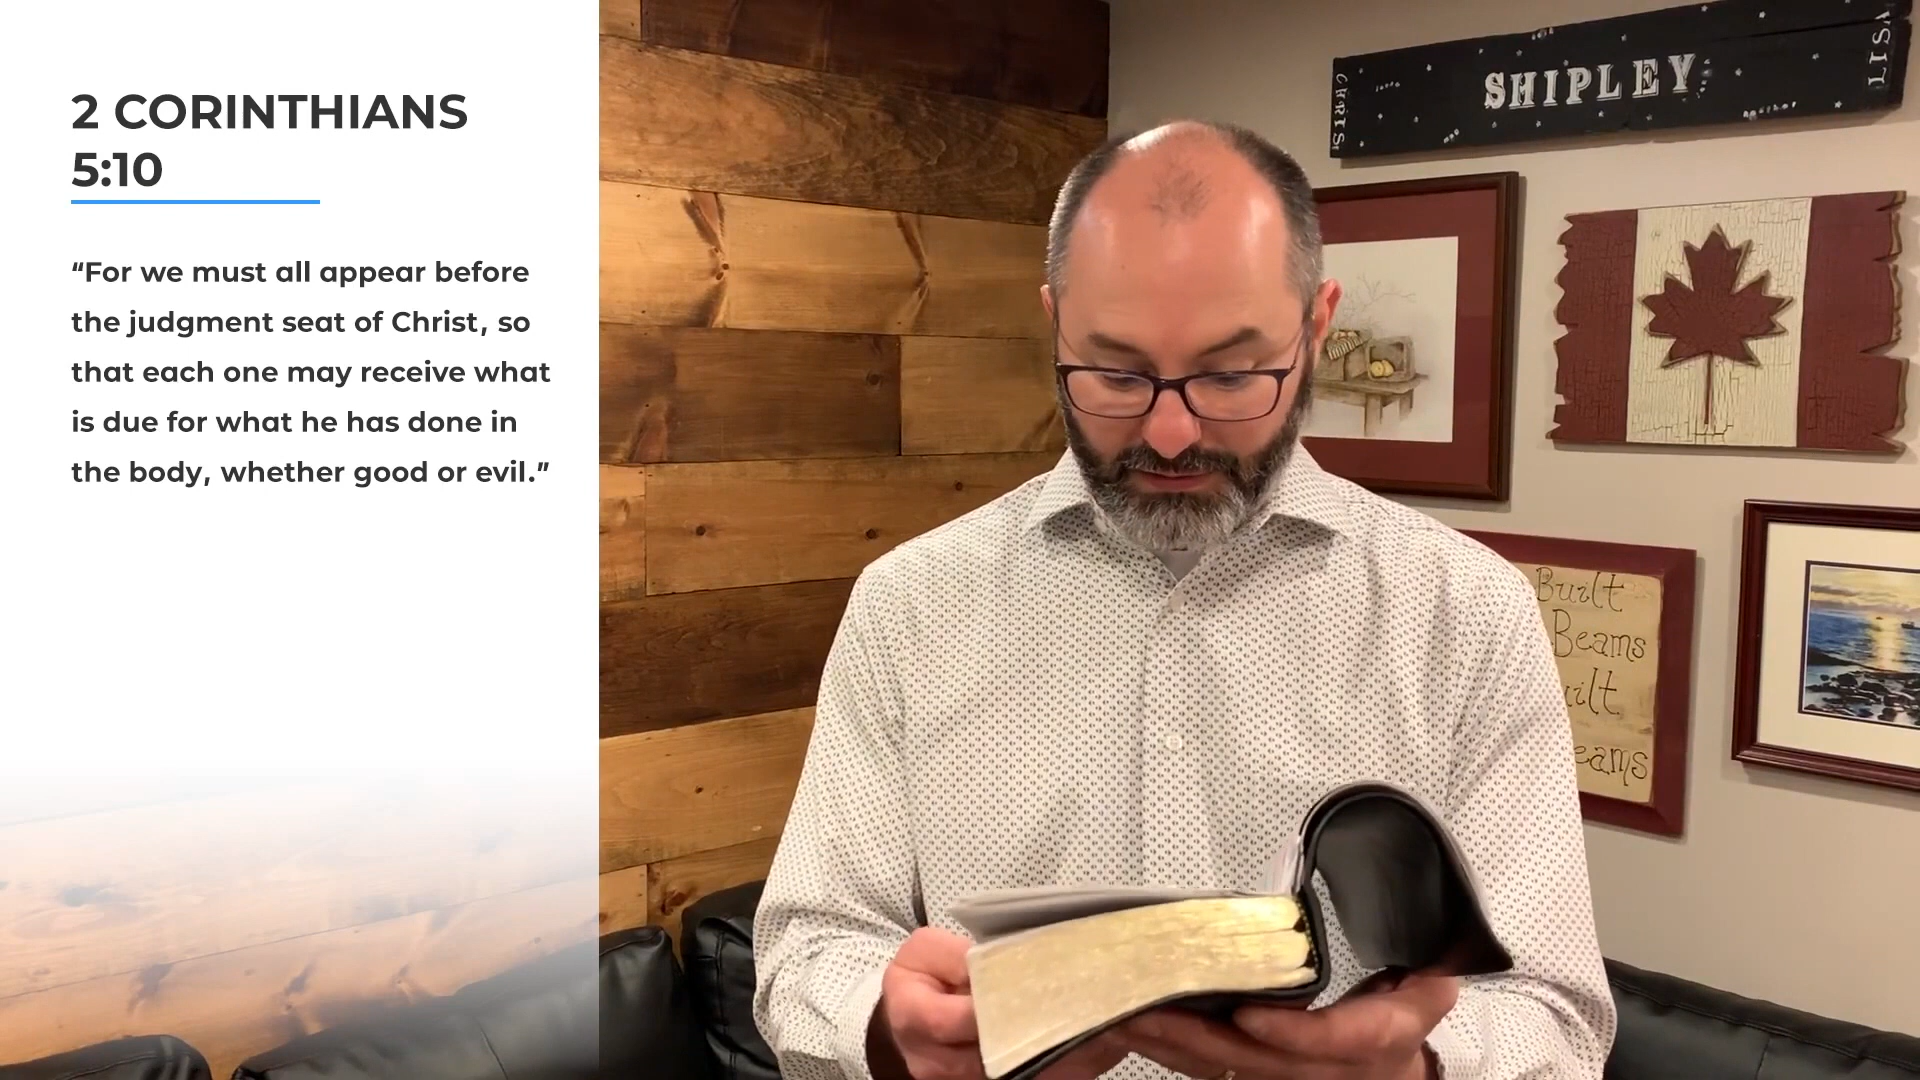 2 CORINTHIANS
5:10
“For we must all appear before
the judgment seat of Christ, so
that each one may receive what
is due for what he has done in
the body, whether good or evil.”
SHIPLEY
Built
Beams
eams